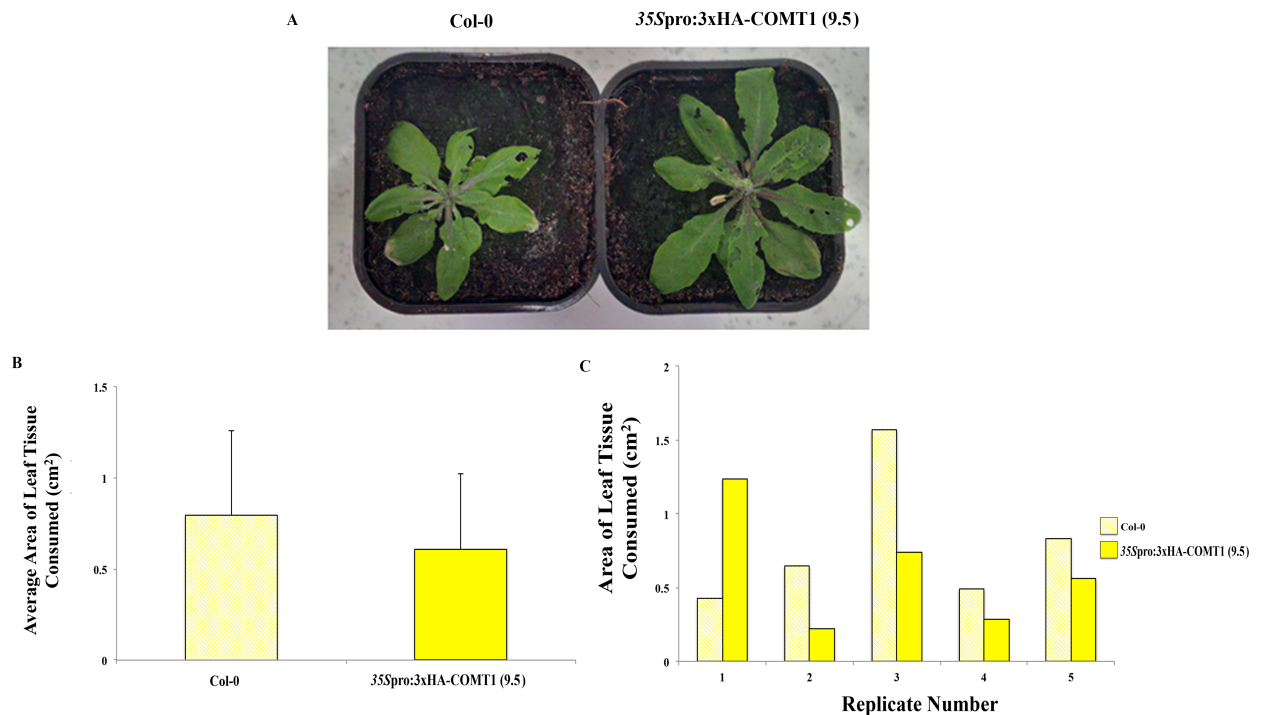 A
Col-0
35Spro:3xHA-COMT1 (9.5)
B
Average Area of Leaf Tissue
Consumed (cm²)
1.5
1
0.5
0
Col-0
35Spro:3xHA-COMT1 (9.5)
C
Area of Leaf Tissue
Consumed (cm²)
2
1.5
1
0.5
0
1
2
3
4
5
Replicate Number
Col-0
35Spro:3xHA-COMT1 (9.5)